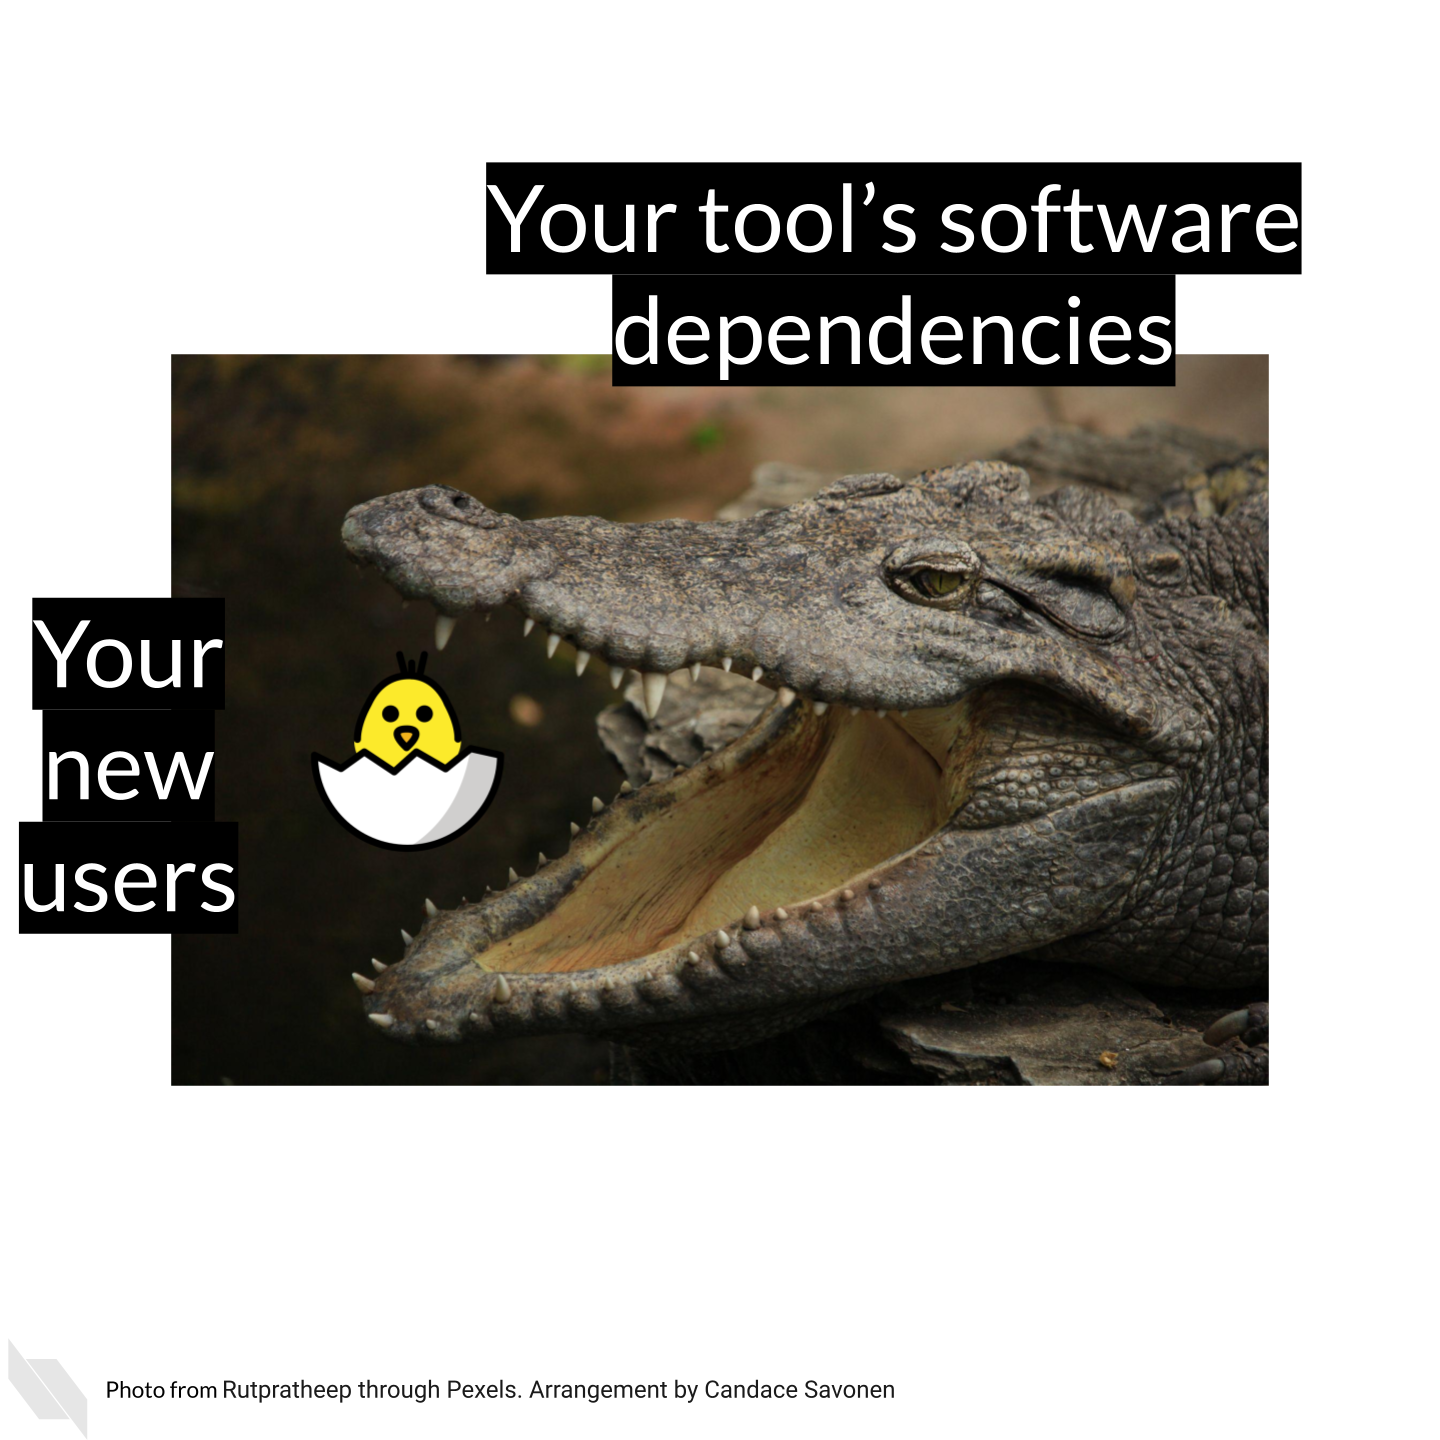 Your tool’s software
dependencies
Your
new
users
Photo from Rutpratheep through Pexels. Arrangement by Candace Savonen